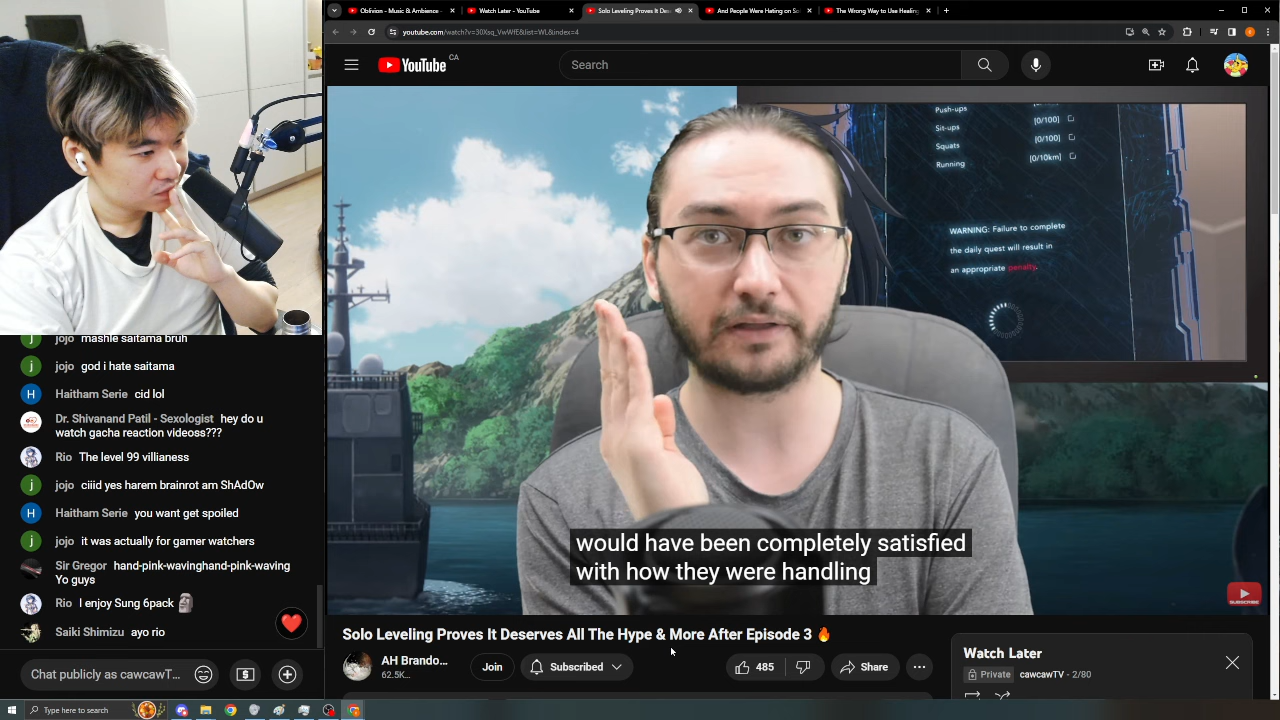 Oblivion - Music & Ambience -
Watch Later - YouTube
Solo Leveling Proves It Des
And People Were Hating on So
The Wrong Way to Use Healing
youtube.com/watch?v=30Xsq_VwWfE&list=WL&index=4
YouTube CA
Search
Push-ups
[0/100]
Sit-ups
[0/100]
Squats
[0/10km]
Running
WARNING: Failure to complete
the daily quest will result in
an appropriate penalty.
would have been completely satisfied
with how they were handling
SUBSCRIBE
Solo Leveling Proves It Deserves All The Hype & More After Episode 3 🔥
AH Brando...
62.5K...
Join
Subscribed
485
Share
Watch Later
Private cawcawTV - 2/80
jojo mashle saitama bruh
jojo god i hate saitama
Haitham Serie cid lol
Dr. Shivanand Patil - Sexologist hey do u
watch gacha reaction videoss???
Rio The level 99 villianess
jojo ciiid yes harem brainrot am ShAdOw
Haitham Serie you want get spoiled
jojo it was actually for gamer watchers
Sir Gregor hand-pink-wavinghand-pink-waving
Yo guys
Rio I enjoy Sung 6pack 🗿
Saiki Shimizu ayo rio
Chat publicly as cawcawT...
Type here to search